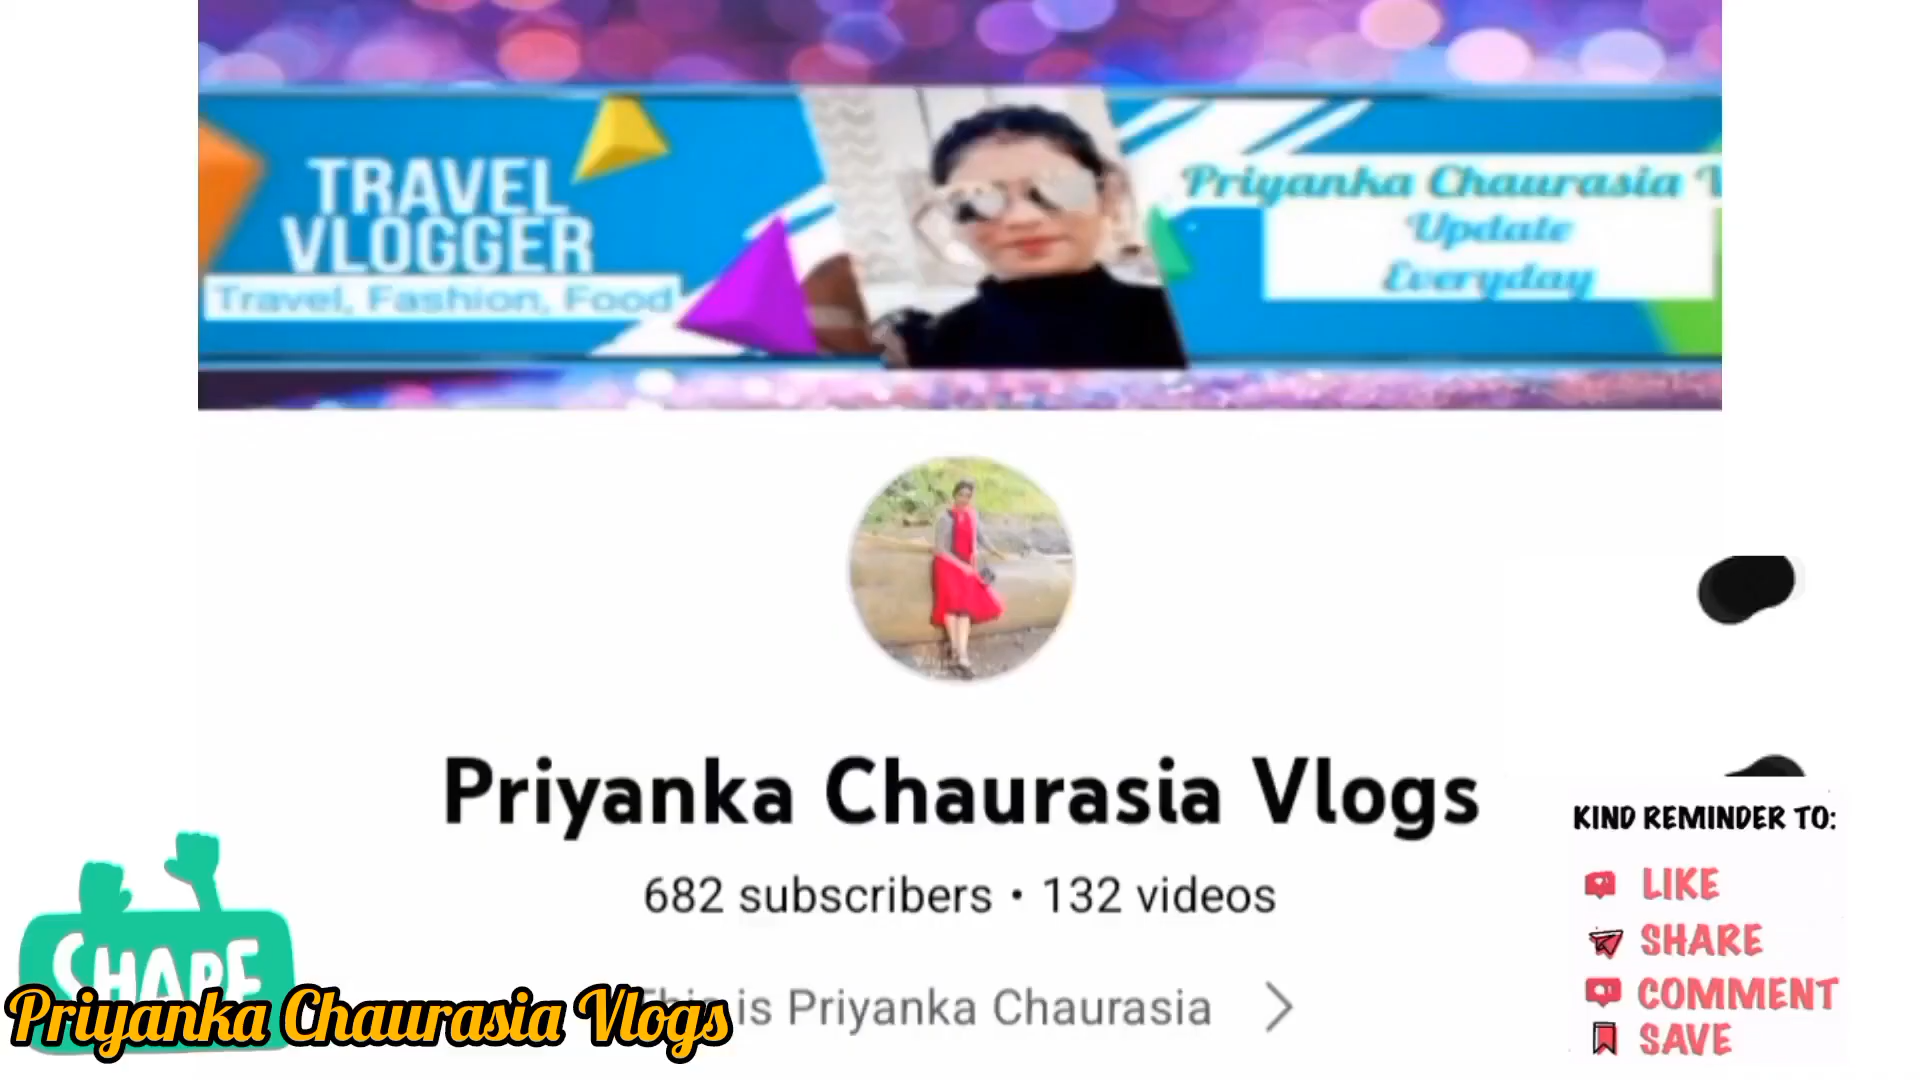 TRAVEL
VLOGGER
Travel, Fashion, Food
Priyanka Chaurasia
Update
Everyday
Priyanka Chaurasia Vlogs
682 subscribers • 132 videos
is Priyanka Chaurasia
KIND REMINDER TO:
LIKE
SHARE
COMMENT
SAVE
SHARE
Priyanka Chaurasia Vlogs